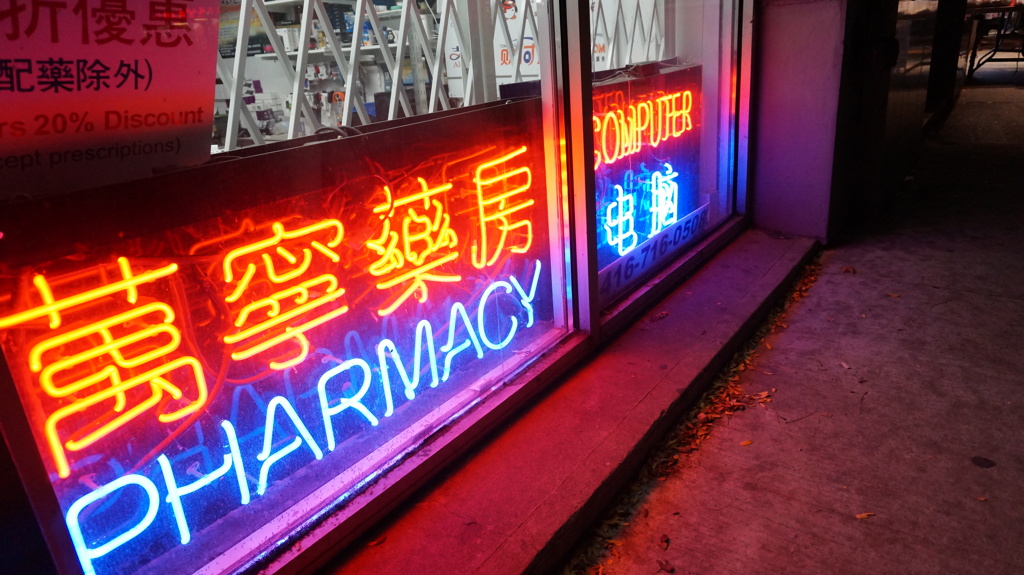 折優惠
配藥除外)
rs 20% Discount
cept prescriptions)
萬寧藥房
PHARMACY
COMPUTER
电脑
416-716-050